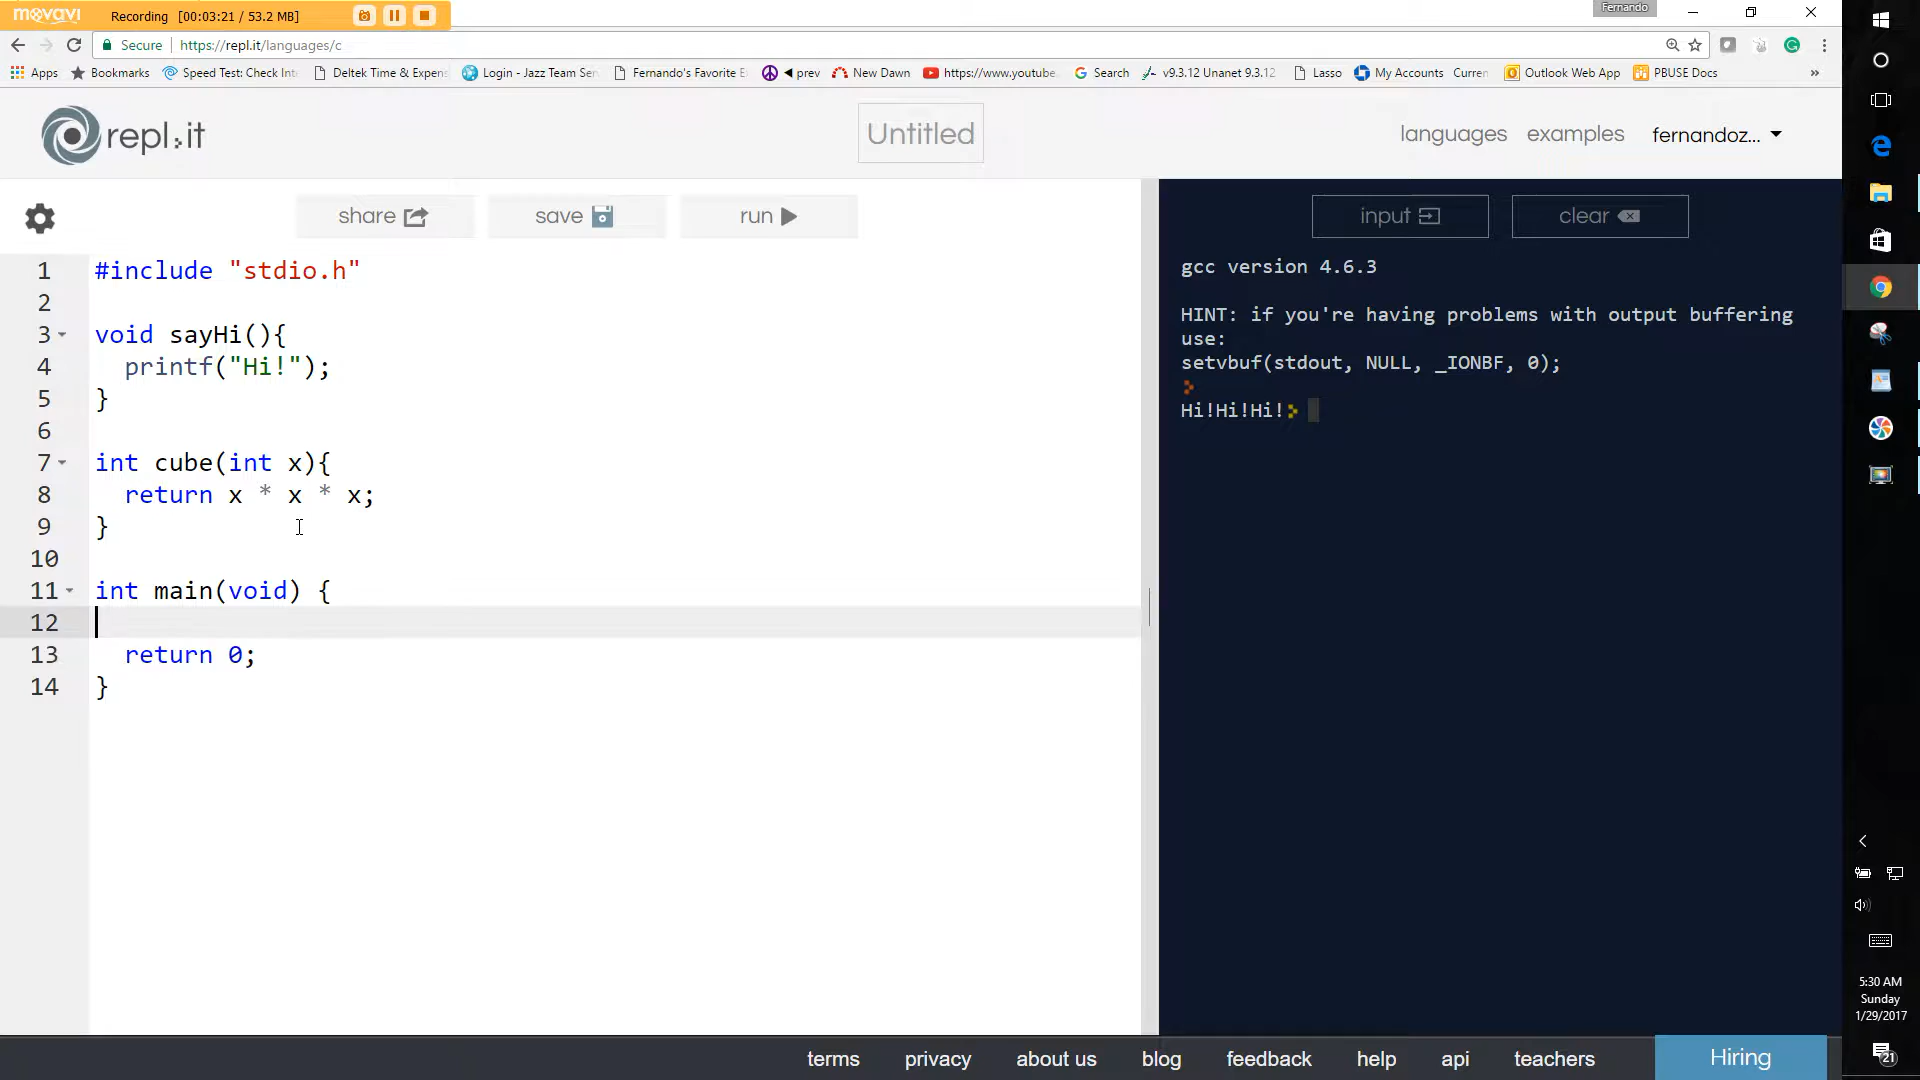 movavi Recording [00:03:21 / 53.2 MB]
Fernando
Secure https://repl.it/languages/c
Apps Bookmarks Speed Test: Check Int Deltek Time & Expens Login - Jazz Team Ser Fernando's Favorite E ◀ prev New Dawn https://www.youtube. Search v9.3.12 Unanet 9.3.12 Lasso My Accounts Curren Outlook Web App PBUSE Docs »
repl.it
Untitled
languages examples fernandoz...
share save run
input clear
1 #include "stdio.h"
2
3 void sayHi(){
4 printf("Hi!");
5 }
6
7 int cube(int x){
8 return x * x * x;
9 }
10
11 int main(void) {
12
13 return 0;
14 }
gcc version 4.6.3
HINT: if you're having problems with output buffering
use:
setvbuf(stdout, NULL, _IONBF, 0);
Hi!Hi!Hi!
terms privacy about us blog feedback help api teachers Hiring
5:30 AM
Sunday
1/29/2017
21